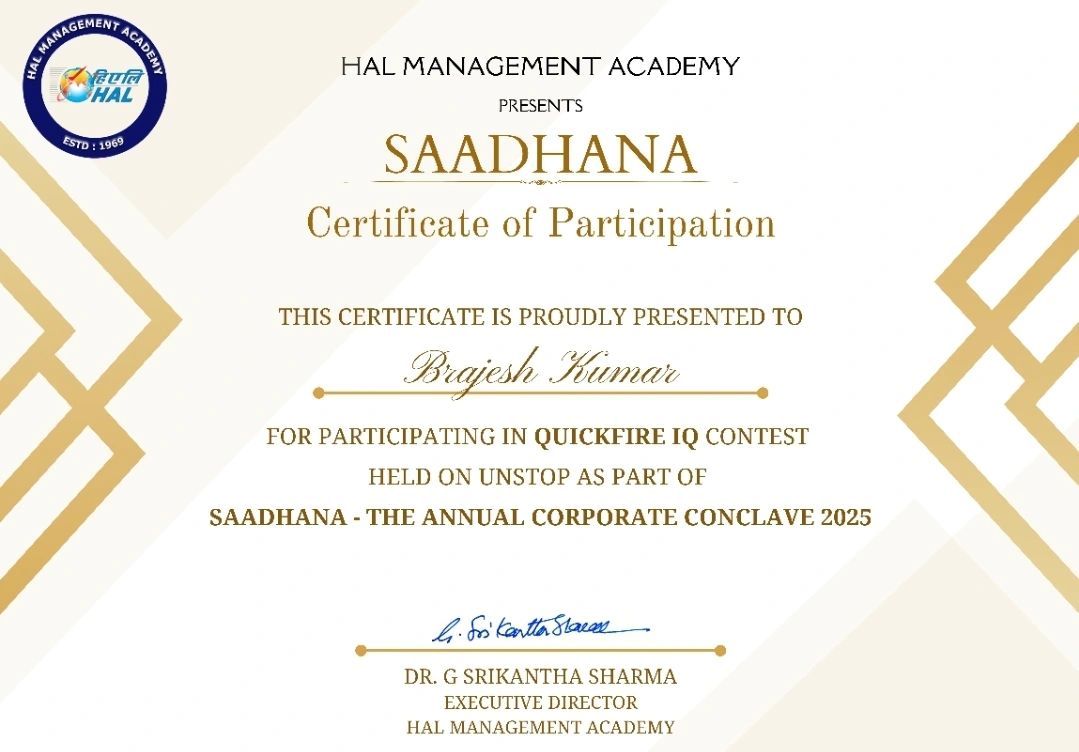 HAL MANAGEMENT ACADEMY
हिएलि
HAL
ESTD : 1969
HAL MANAGEMENT ACADEMY
PRESENTS
SAADHANA
Certificate of Participation
THIS CERTIFICATE IS PROUDLY PRESENTED TO
Brajesh Kumar
FOR PARTICIPATING IN QUICKFIRE IQ CONTEST
HELD ON UNSTOP AS PART OF
SAADHANA - THE ANNUAL CORPORATE CONCLAVE 2025
G. Srikantha Sharma
DR. G SRIKANTHA SHARMA
EXECUTIVE DIRECTOR
HAL MANAGEMENT ACADEMY